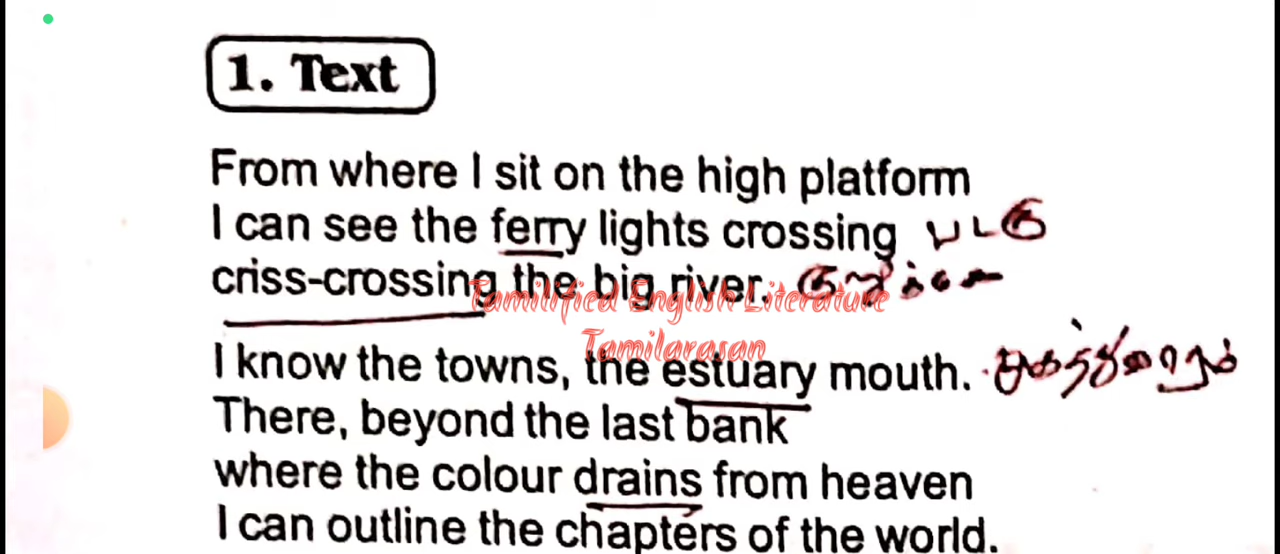 1. Text
From where I sit on the high platform
I can see the ferry lights crossing படகு
criss-crossing the big river.
Tamilified English Literature
Tamilarasan
I know the towns, the estuary mouth.
There, beyond the last bank
where the colour drains from heaven
I can outline the chapters of the world.